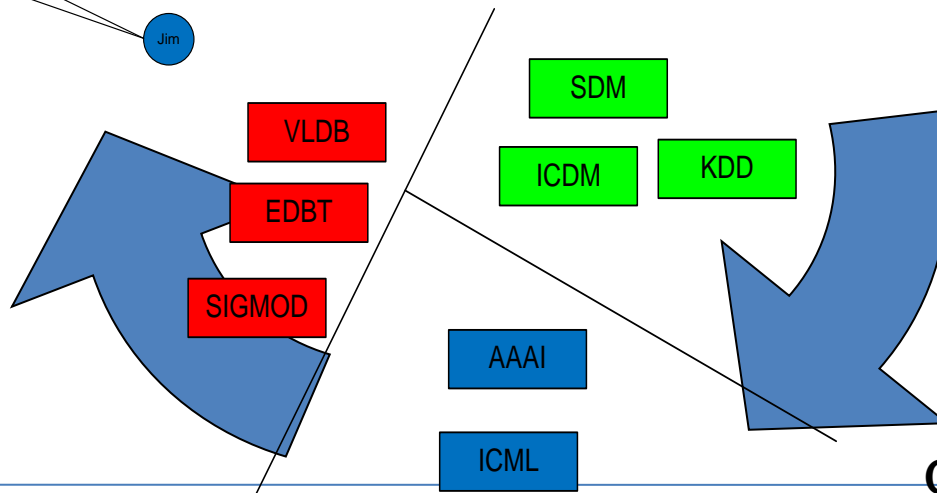 Jim
SDM
VLDB
KDD
ICDM
EDBT
SIGMOD
AAAI
ICML